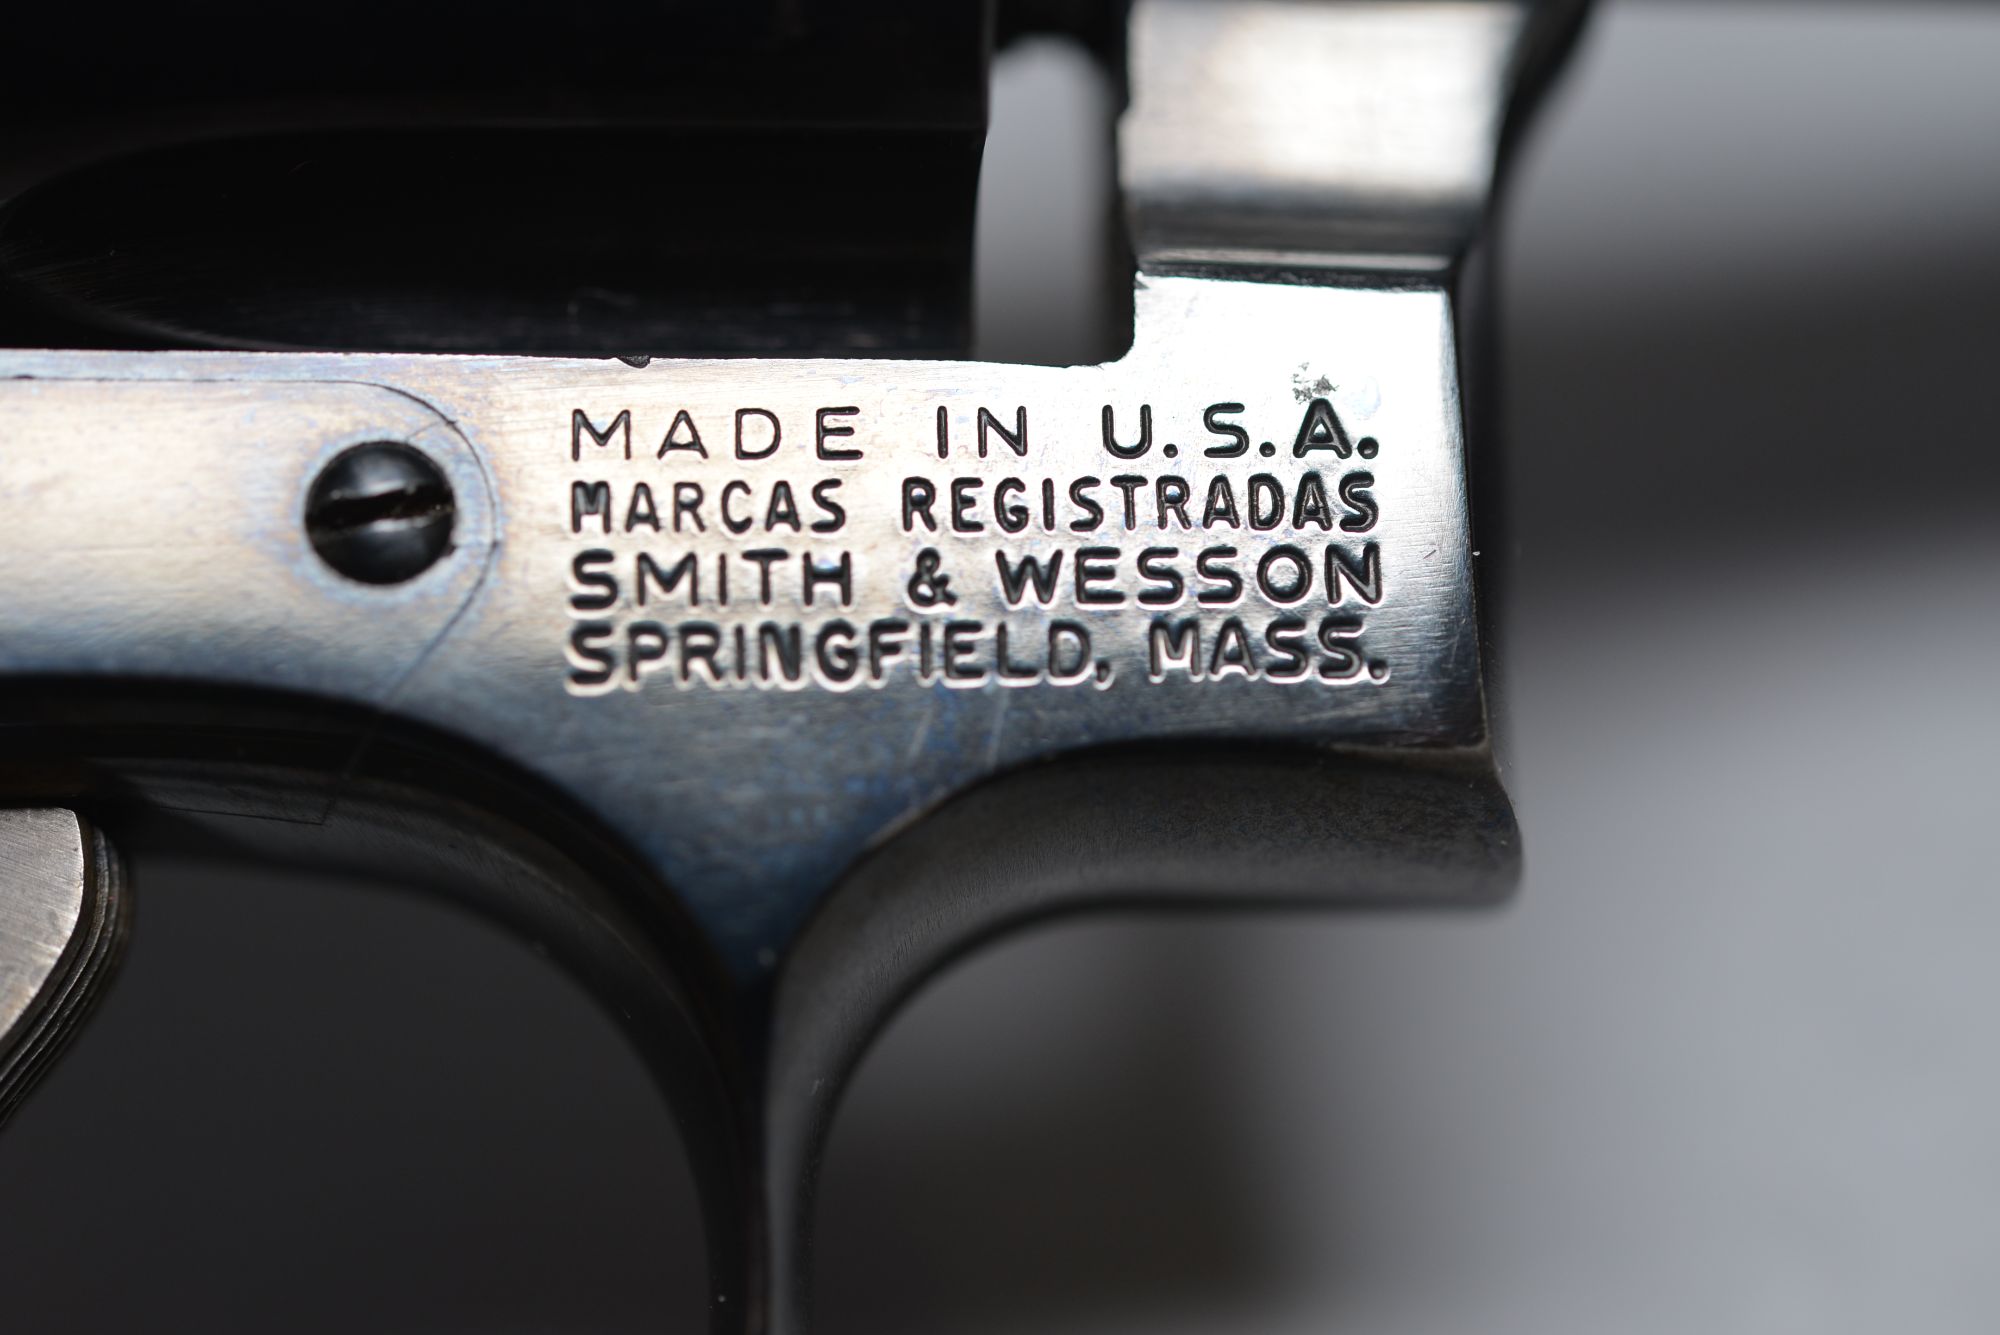 MADE IN U.S.A.
MARCAS REGISTRADAS
SMITH & WESSON
SPRINGFIELD, MASS.